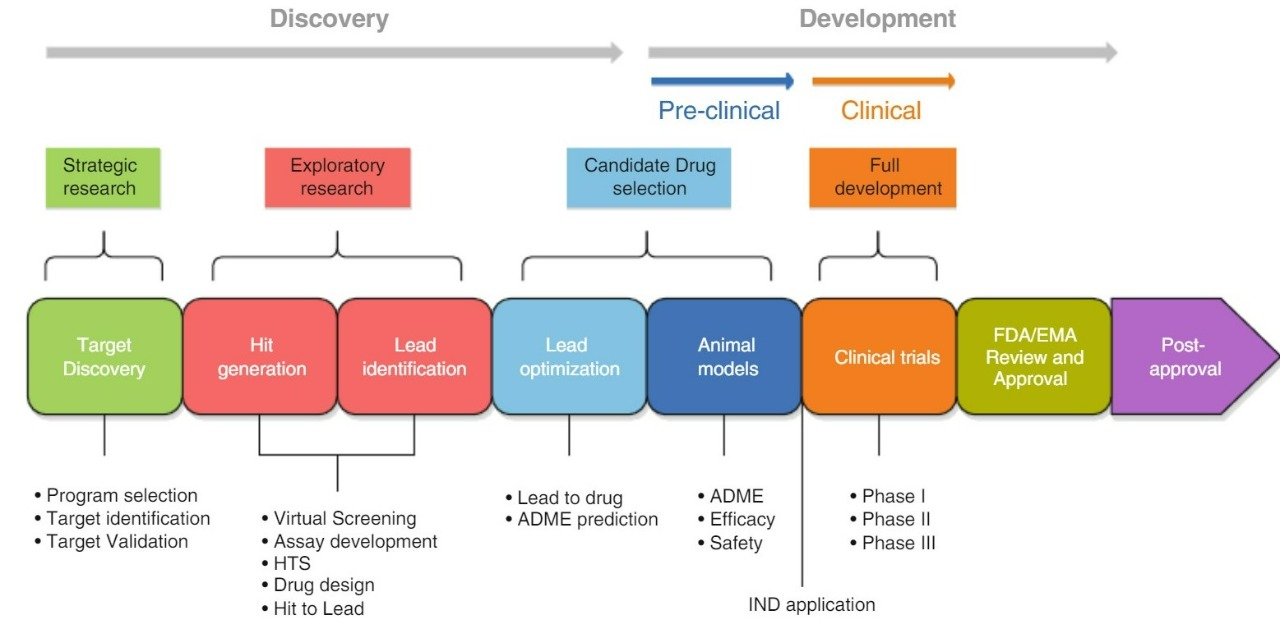 Discovery
Development
Pre-clinical
Clinical
Strategic
research
Exploratory
research
Candidate Drug
selection
Full
development
Target
Discovery
Hit
generation
Lead
identification
Lead
optimization
Animal
models
Clinical trials
FDA/EMA
Review and
Approval
Post-
approval
• Program selection
• Target identification
• Target Validation
• Virtual Screening
• Assay development
• HTS
• Drug design
• Hit to Lead
• Lead to drug
• ADME prediction
• ADME
• Efficacy
• Safety
• Phase I
• Phase II
• Phase III
IND application